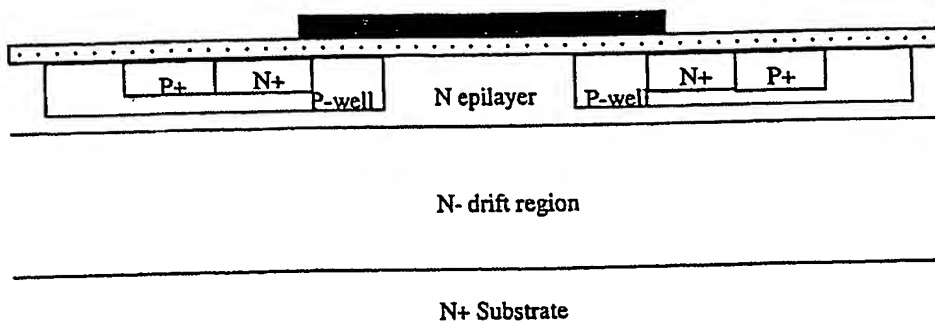 P+ N+ P-well N epilayer P-well N+ P+
N- drift region
N+ Substrate